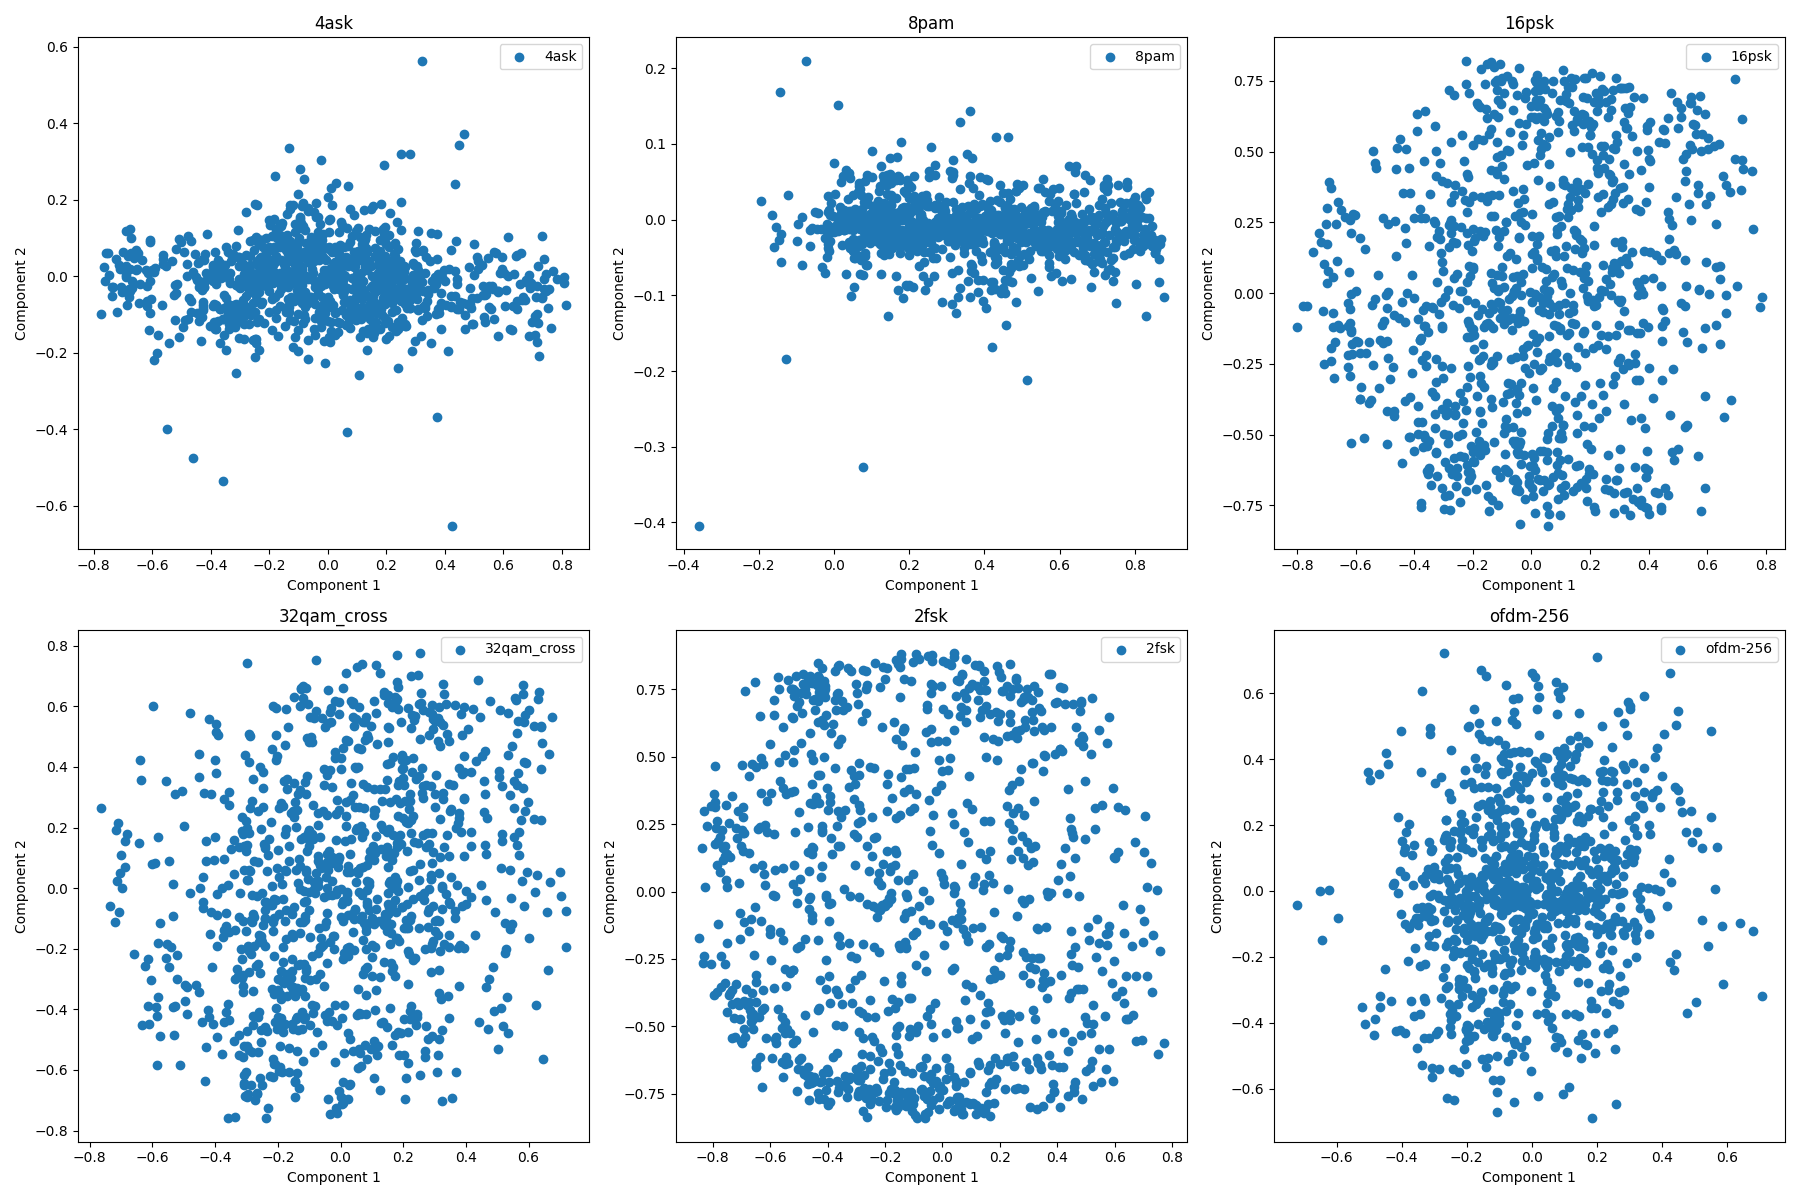 4ask
4ask
0.6
0.4
0.2
0.0
−0.2
−0.4
−0.6
Component 2
−0.8 −0.6 −0.4 −0.2 0.0 0.2 0.4 0.6 0.8
Component 1
8pam
8pam
0.2
0.1
0.0
−0.1
−0.2
−0.3
−0.4
Component 2
−0.4 −0.2 0.0 0.2 0.4 0.6 0.8
Component 1
16psk
16psk
0.75
0.50
0.25
0.00
−0.25
−0.50
−0.75
Component 2
−0.8 −0.6 −0.4 −0.2 0.0 0.2 0.4 0.6 0.8
Component 1
32qam_cross
32qam_cross
0.8
0.6
0.4
0.2
0.0
−0.2
−0.4
−0.6
−0.8
Component 2
−0.8 −0.6 −0.4 −0.2 0.0 0.2 0.4 0.6
Component 1
2fsk
2fsk
0.75
0.50
0.25
0.00
−0.25
−0.50
−0.75
Component 2
−0.8 −0.6 −0.4 −0.2 0.0 0.2 0.4 0.6 0.8
Component 1
ofdm-256
ofdm-256
0.6
0.4
0.2
0.0
−0.2
−0.4
−0.6
Component 2
−0.6 −0.4 −0.2 0.0 0.2 0.4 0.6
Component 1